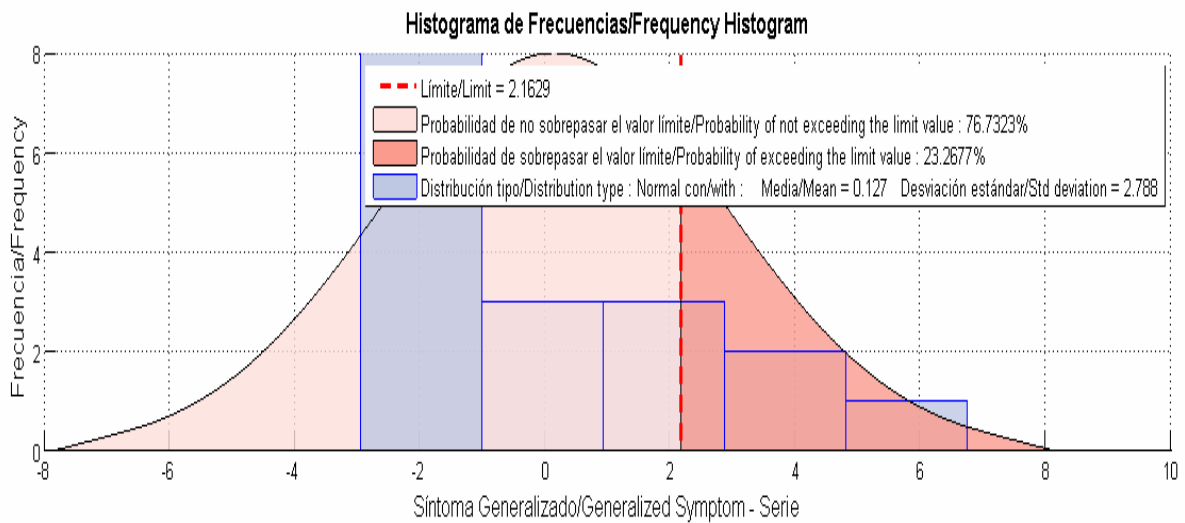 Histograma de Frecuencias/Frequency Histogram
Frecuencia/Frequency
8
6
4
2
0
Límite/Limit = 2.1629
Probabilidad de no sobrepasar el valor límite/Probability of not exceeding the limit value : 76.7323%
Probabilidad de sobrepasar el valor límite/Probability of exceeding the limit value : 23.2677%
Distribución tipo/Distribution type : Normal con/with : Media/Mean = 0.127 Desviación estándar/Std deviation = 2.788
-8 -6 -4 -2 0 2 4 6 8 10
Síntoma Generalizado/Generalized Symptom - Serie